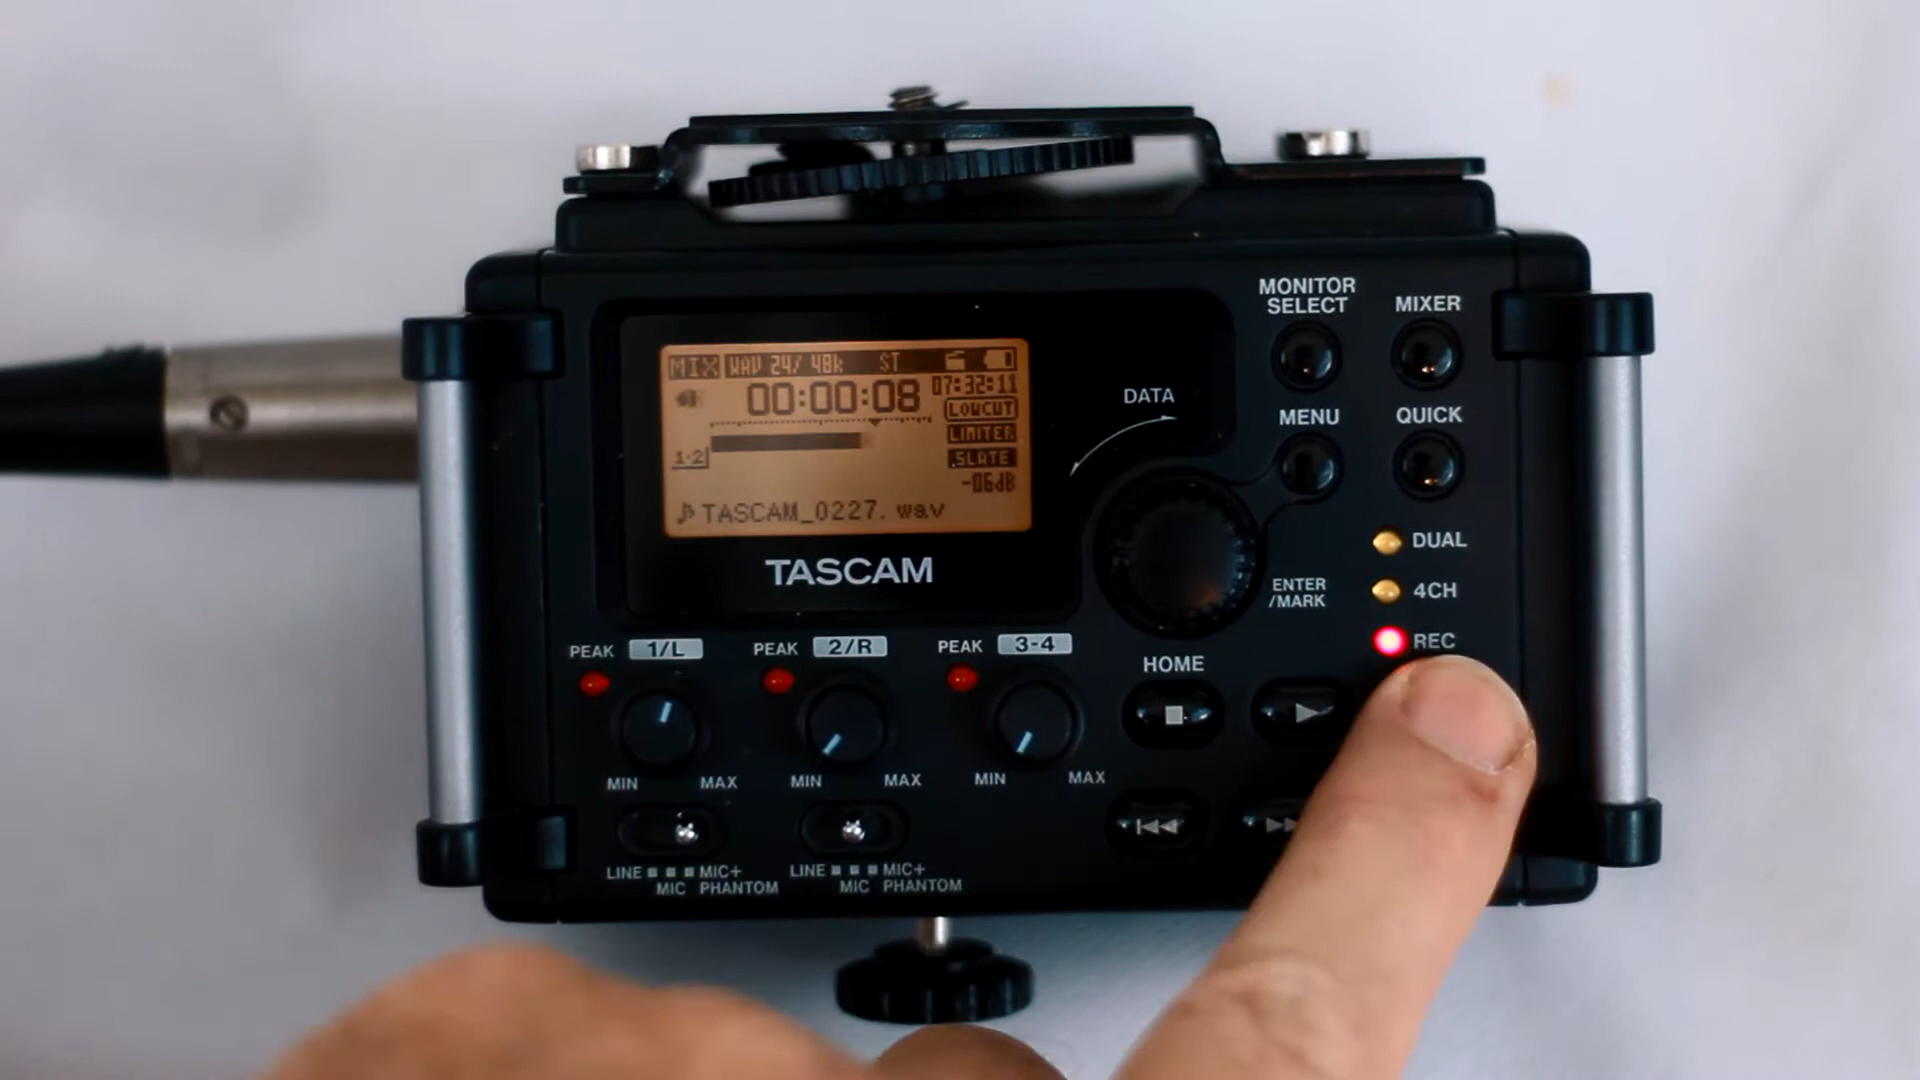 MONITOR
SELECT
MIXER
MIX WAV 24/ 48k ST
00:00:08 07:32:11
LOWCUT
LIMITER
SLATE
1·2
-06dB
TASCAM_0227.wav
TASCAM
DATA
MENU
QUICK
DUAL
4CH
REC
ENTER
/MARK
PEAK 1/L PEAK 2/R PEAK 3-4
HOME
MIN MAX MIN MAX MIN MAX
LINE MIC+ LINE MIC+
MIC PHANTOM MIC PHANTOM